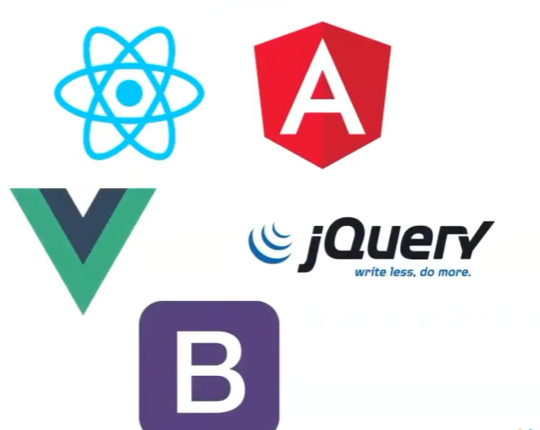 A
jQuery
write less, do more.
B